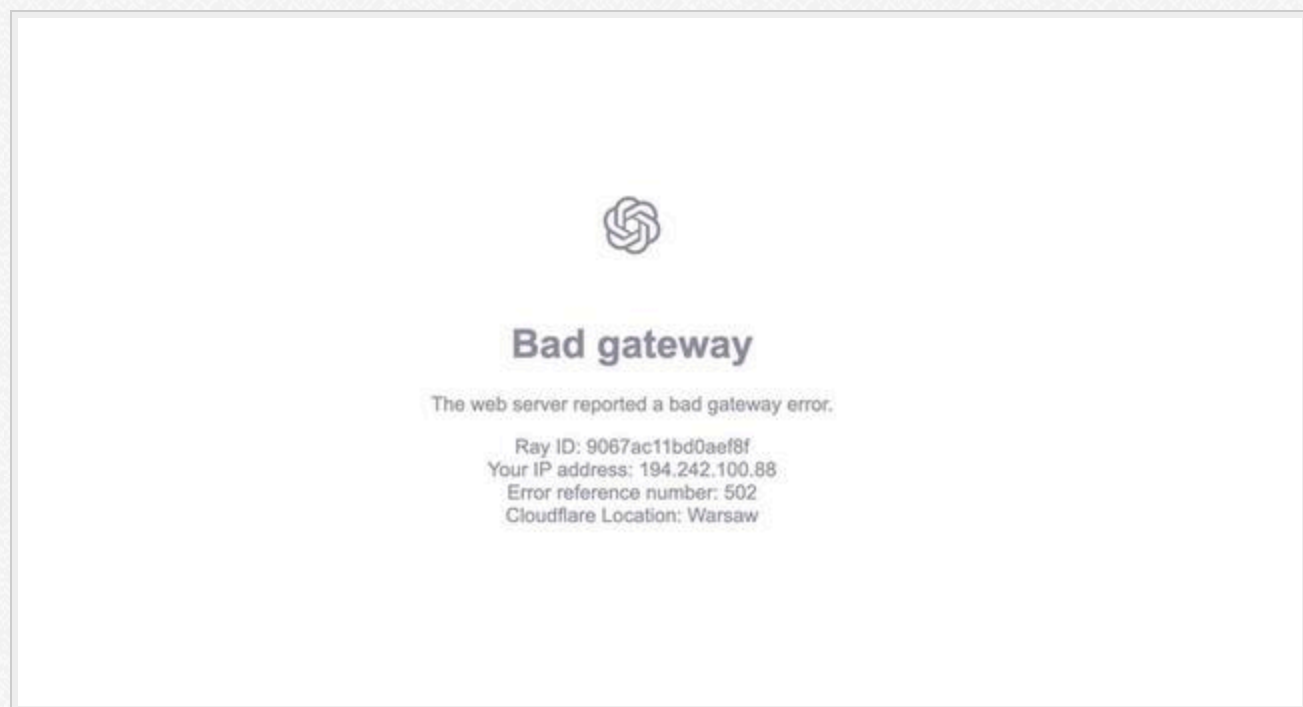 Bad gateway
The web server reported a bad gateway error.
Ray ID: 9067ac11bd0aef8f
Your IP address: 194.242.100.88
Error reference number: 502
Cloudflare Location: Warsaw